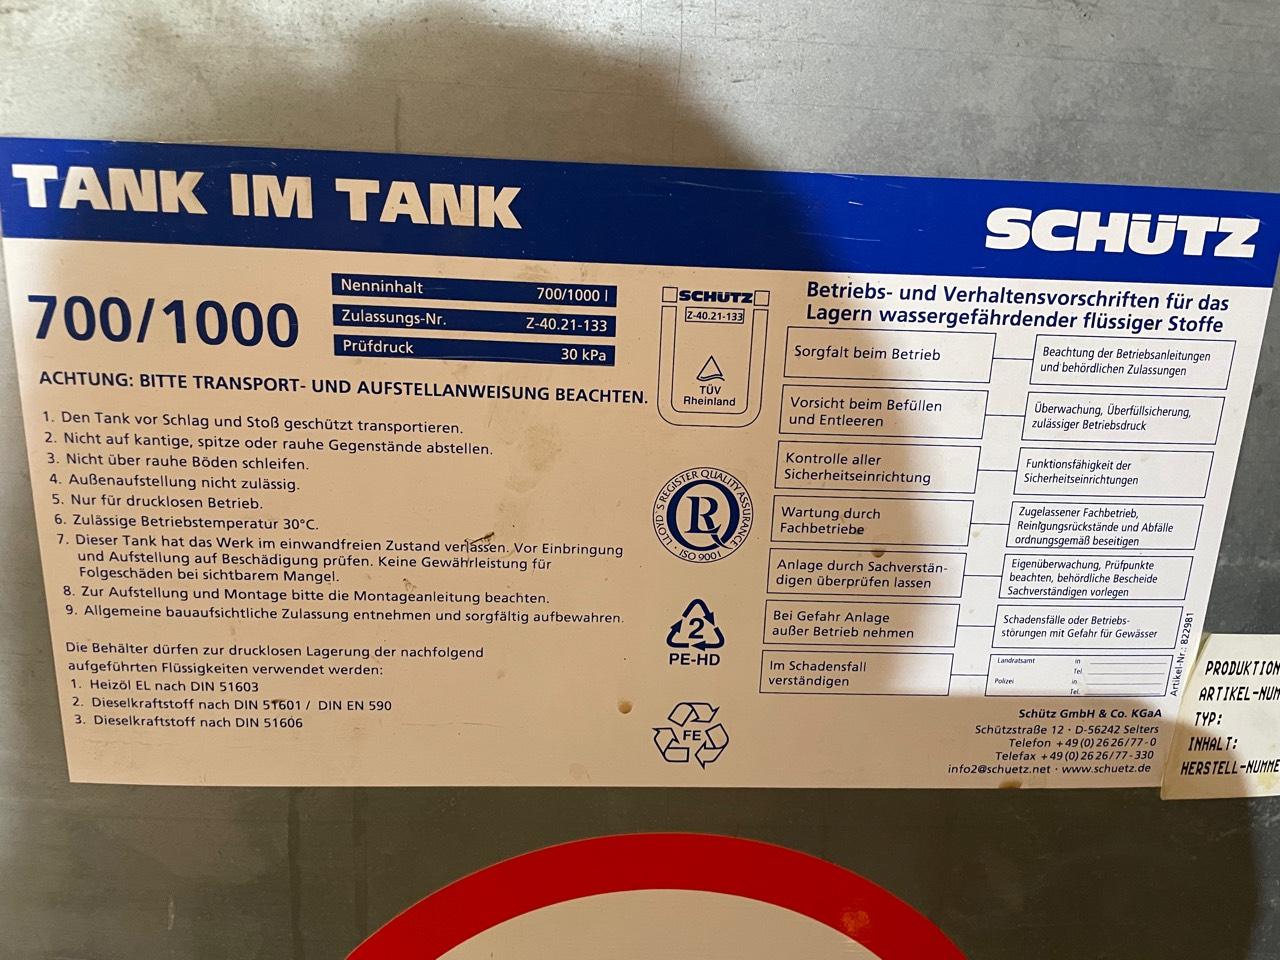 TANK IM TANK
SCHÜTZ
700/1000
Nenninhalt 700/1000 l
Zulassungs-Nr. Z-40.21-133
Prüfdruck 30 kPa
ACHTUNG: BITTE TRANSPORT- UND AUFSTELLANWEISUNG BEACHTEN.
1. Den Tank vor Schlag und Stoß geschützt transportieren.
2. Nicht auf kantige, spitze oder rauhe Gegenstände abstellen.
3. Nicht über rauhe Böden schleifen.
4. Außenaufstellung nicht zulässig.
5. Nur für drucklosen Betrieb.
6. Zulässige Betriebstemperatur 30°C.
7. Dieser Tank hat das Werk im einwandfreien Zustand verlassen. Vor Einbringung
und Aufstellung auf Beschädigung prüfen. Keine Gewährleistung für
Folgeschäden bei sichtbarem Mangel.
8. Zur Aufstellung und Montage bitte die Montageanleitung beachten.
9. Allgemeine bauaufsichtliche Zulassung entnehmen und sorgfältig aufbewahren.
Die Behälter dürfen zur drucklosen Lagerung der nachfolgend
aufgeführten Flüssigkeiten verwendet werden:
1. Heizöl EL nach DIN 51603
2. Dieselkraftstoff nach DIN 51601 / DIN EN 590
3. Dieselkraftstoff nach DIN 51606
SCHÜTZ
Z-40.21-133
TÜV
Rheinland
LLOYD'S REGISTER QUALITY ASSURANCE
LR
ISO 9001
2
PE-HD
FE
Betriebs- und Verhaltensvorschriften für das
Lagern wassergefährdender flüssiger Stoffe
Sorgfalt beim Betrieb
Beachtung der Betriebsanleitungen
und behördlichen Zulassungen
Vorsicht beim Befüllen
und Entleeren
Überwachung, Überfüllsicherung,
zulässiger Betriebsdruck
Kontrolle aller
Sicherheitseinrichtung
Funktionsfähigkeit der
Sicherheitseinrichtungen
Wartung durch
Fachbetriebe
Zugelassener Fachbetrieb,
Reinigungsrückstände und Abfälle
ordnungsgemäß beseitigen
Anlage durch Sachverstän-
digen überprüfen lassen
Eigenüberwachung, Prüfpunkte
beachten, behördliche Bescheide
Sachverständigen vorlegen
Bei Gefahr Anlage
außer Betrieb nehmen
Schadensfälle oder Betriebs-
störungen mit Gefahr für Gewässer
Im Schadensfall
verständigen
Landratsamt in
Tel.
Polizei in
Tel.
Artikel-Nr.: 822981
Schütz GmbH & Co. KGaA
Schützstraße 12 · D-56242 Selters
Telefon +49(0)2626/77-0
Telefax +49(0)2626/77-330
info2@schuetz.net · www.schuetz.de
PRODUKTION
ARTIKEL-NUM
TYP:
INHALT:
HERSTELL-NUMME